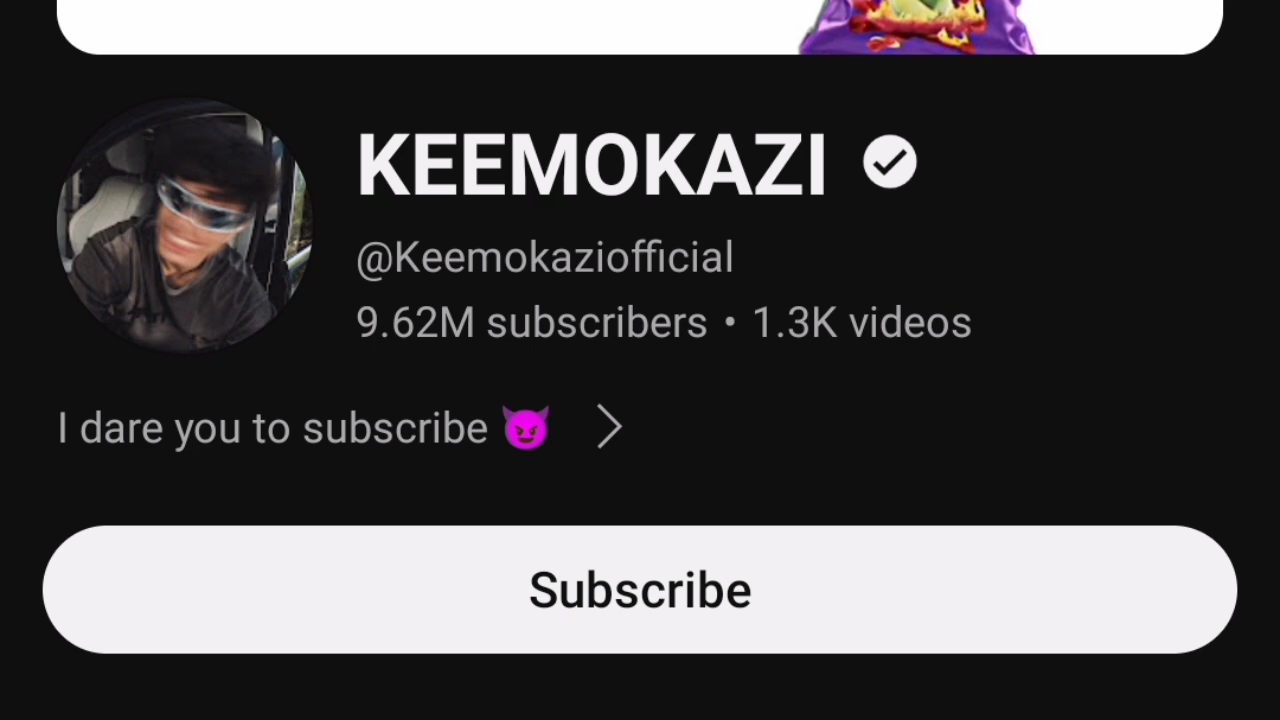 KEEMOKAZI
@Keemokaziofficial
9.62M subscribers • 1.3K videos
I dare you to subscribe 😈
Subscribe